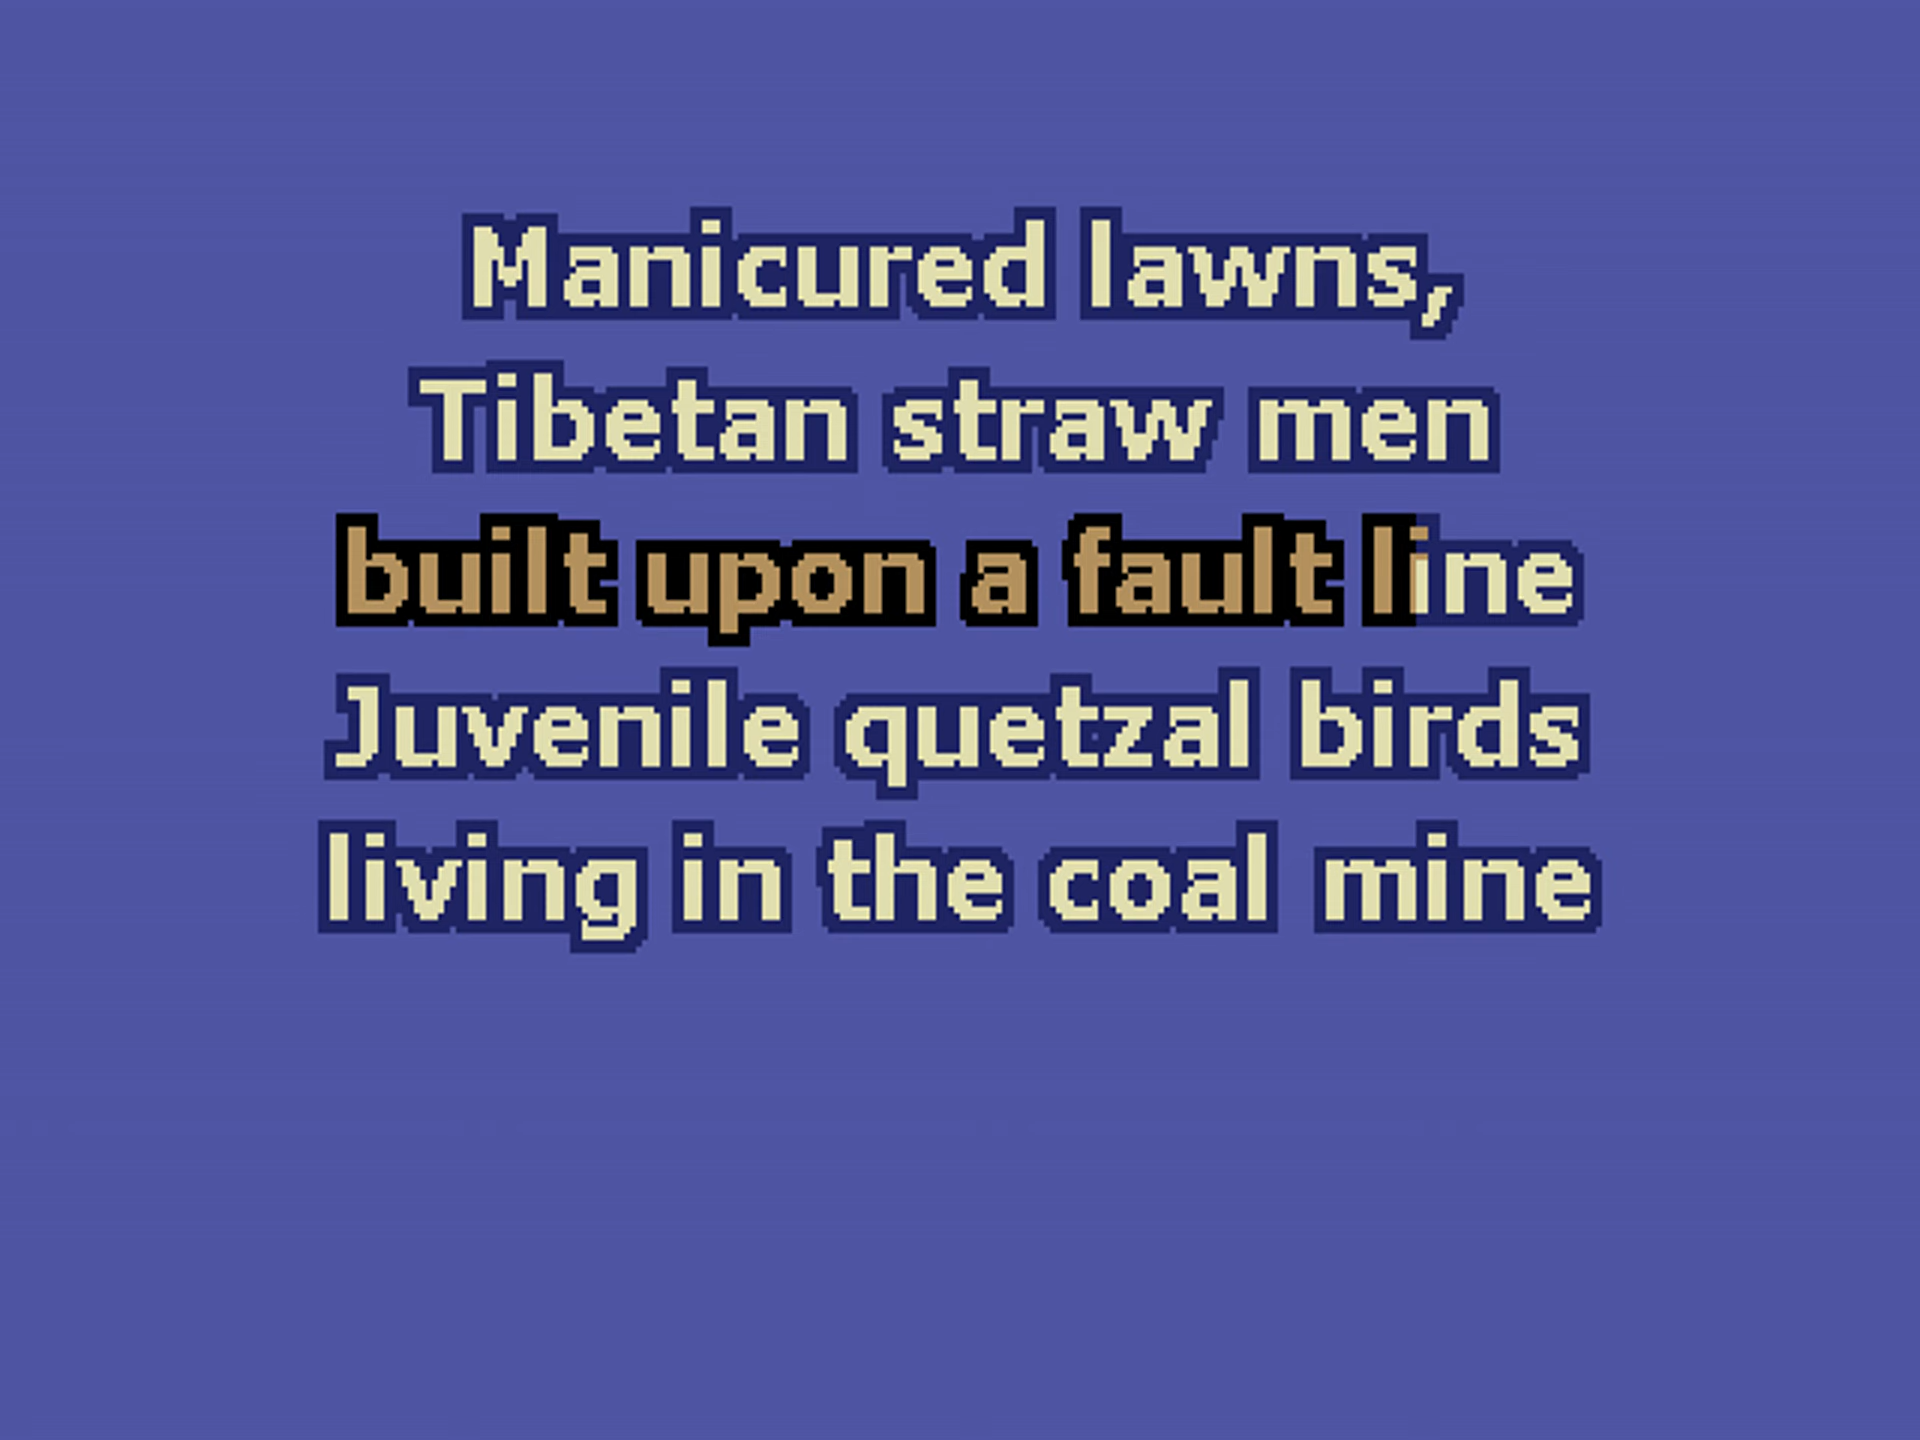 Manicured lawns,
Tibetan straw men
built upon a fault line
Juvenile quetzal birds
living in the coal mine